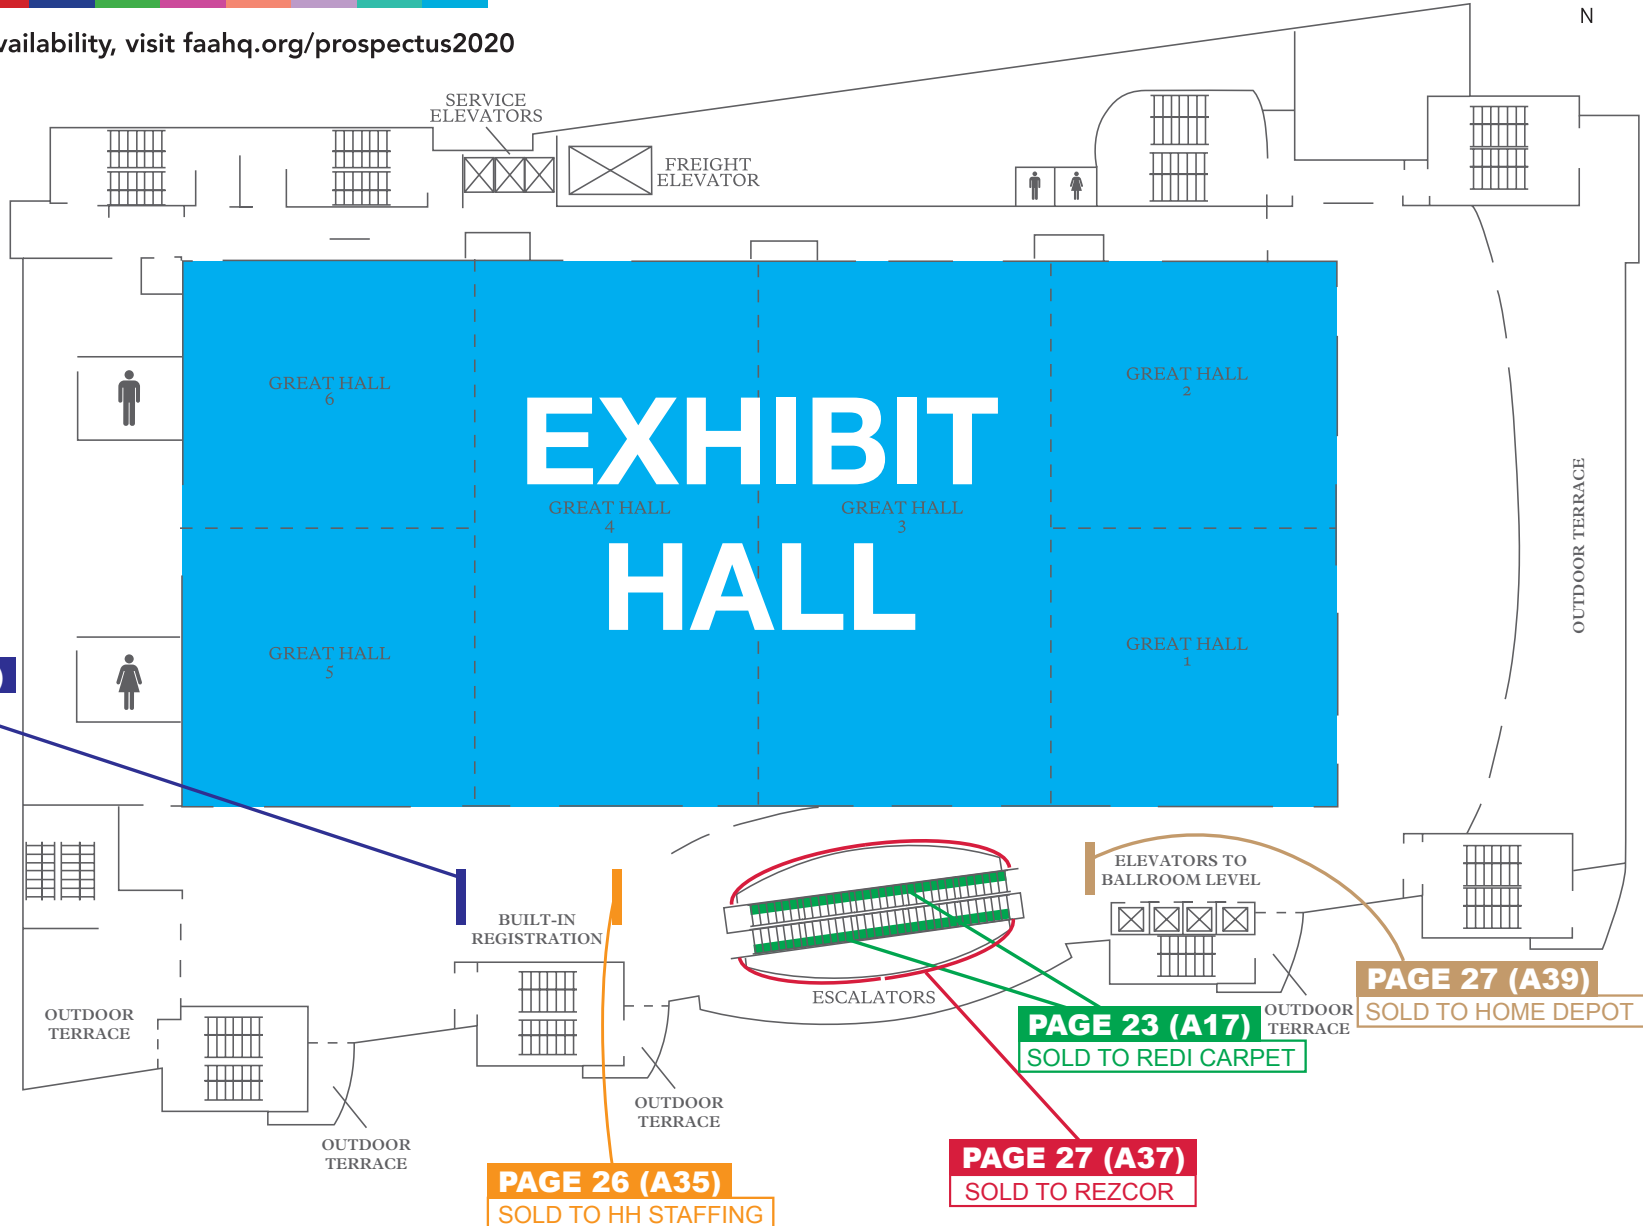 vailability, visit faahq.org/prospectus2020
N
SERVICE
ELEVATORS
FREIGHT
ELEVATOR
GREAT HALL
6
GREAT HALL
2
EXHIBIT
HALL
GREAT HALL
4
GREAT HALL
3
GREAT HALL
5
GREAT HALL
1
OUTDOOR TERRACE
)
ELEVATORS TO
BALLROOM LEVEL
BUILT-IN
REGISTRATION
ESCALATORS
OUTDOOR
TERRACE
OUTDOOR
TERRACE
OUTDOOR
TERRACE
OUTDOOR
TERRACE
PAGE 27 (A39)
SOLD TO HOME DEPOT
PAGE 23 (A17)
SOLD TO REDI CARPET
PAGE 27 (A37)
SOLD TO REZCOR
PAGE 26 (A35)
SOLD TO HH STAFFING